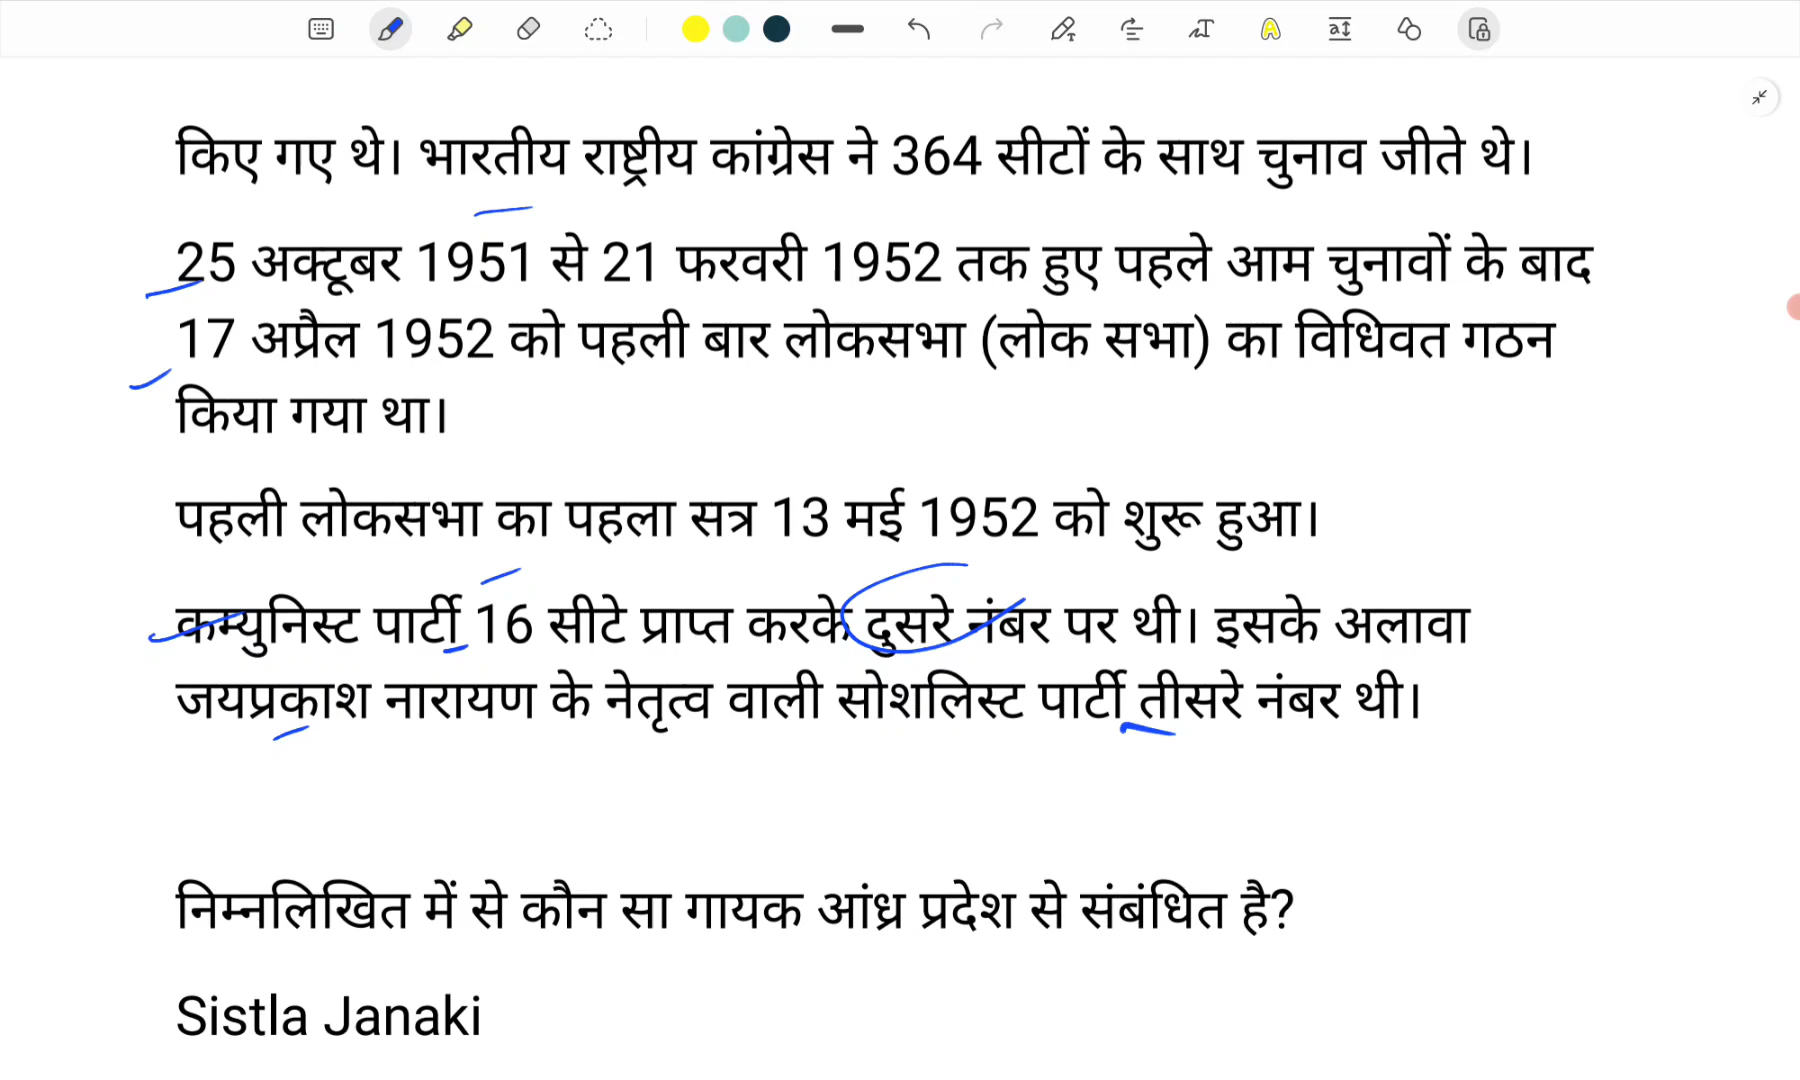 किए गए थे। भारतीय राष्ट्रीय कांग्रेस ने 364 सीटों के साथ चुनाव जीते थे।
25 अक्टूबर 1951 से 21 फरवरी 1952 तक हुए पहले आम चुनावों के बाद
17 अप्रैल 1952 को पहली बार लोकसभा (लोक सभा) का विधिवत गठन
किया गया था।
पहली लोकसभा का पहला सत्र 13 मई 1952 को शुरू हुआ।
कम्युनिस्ट पार्टी 16 सीटे प्राप्त करके दुसरे नंबर पर थी। इसके अलावा
जयप्रकाश नारायण के नेतृत्व वाली सोशलिस्ट पार्टी तीसरे नंबर थी।
निम्नलिखित में से कौन सा गायक आंध्र प्रदेश से संबंधित है?
Sistla Janaki